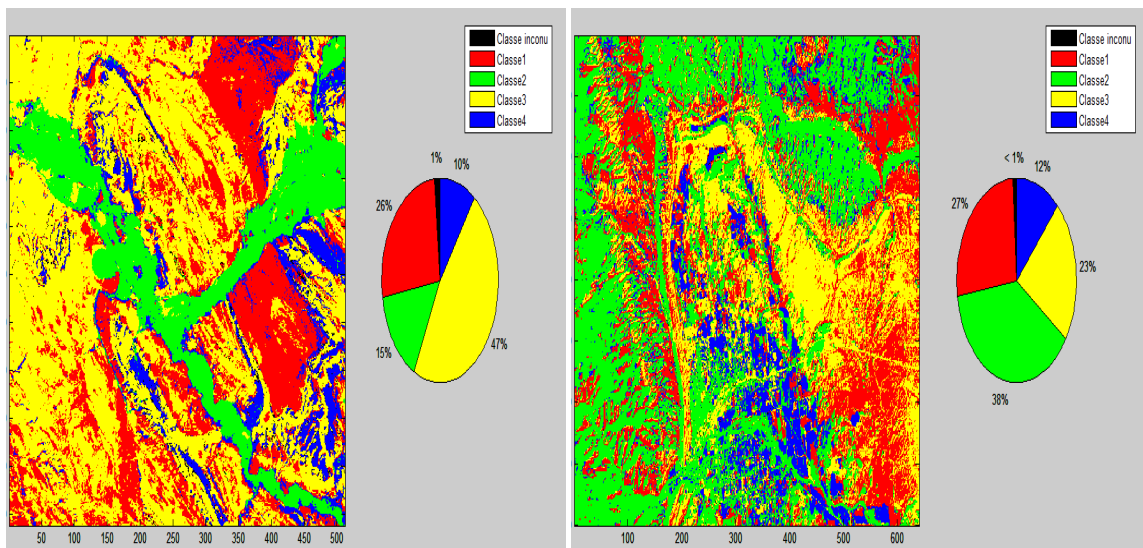 Classe inconu
Classe1
Classe2
Classe3
Classe4
1%
10%
26%
47%
15%
50 100 150 200 250 300 350 400 450 500
Classe inconu
Classe1
Classe2
Classe3
Classe4
< 1%
12%
27%
23%
38%
100 200 300 400 500 600